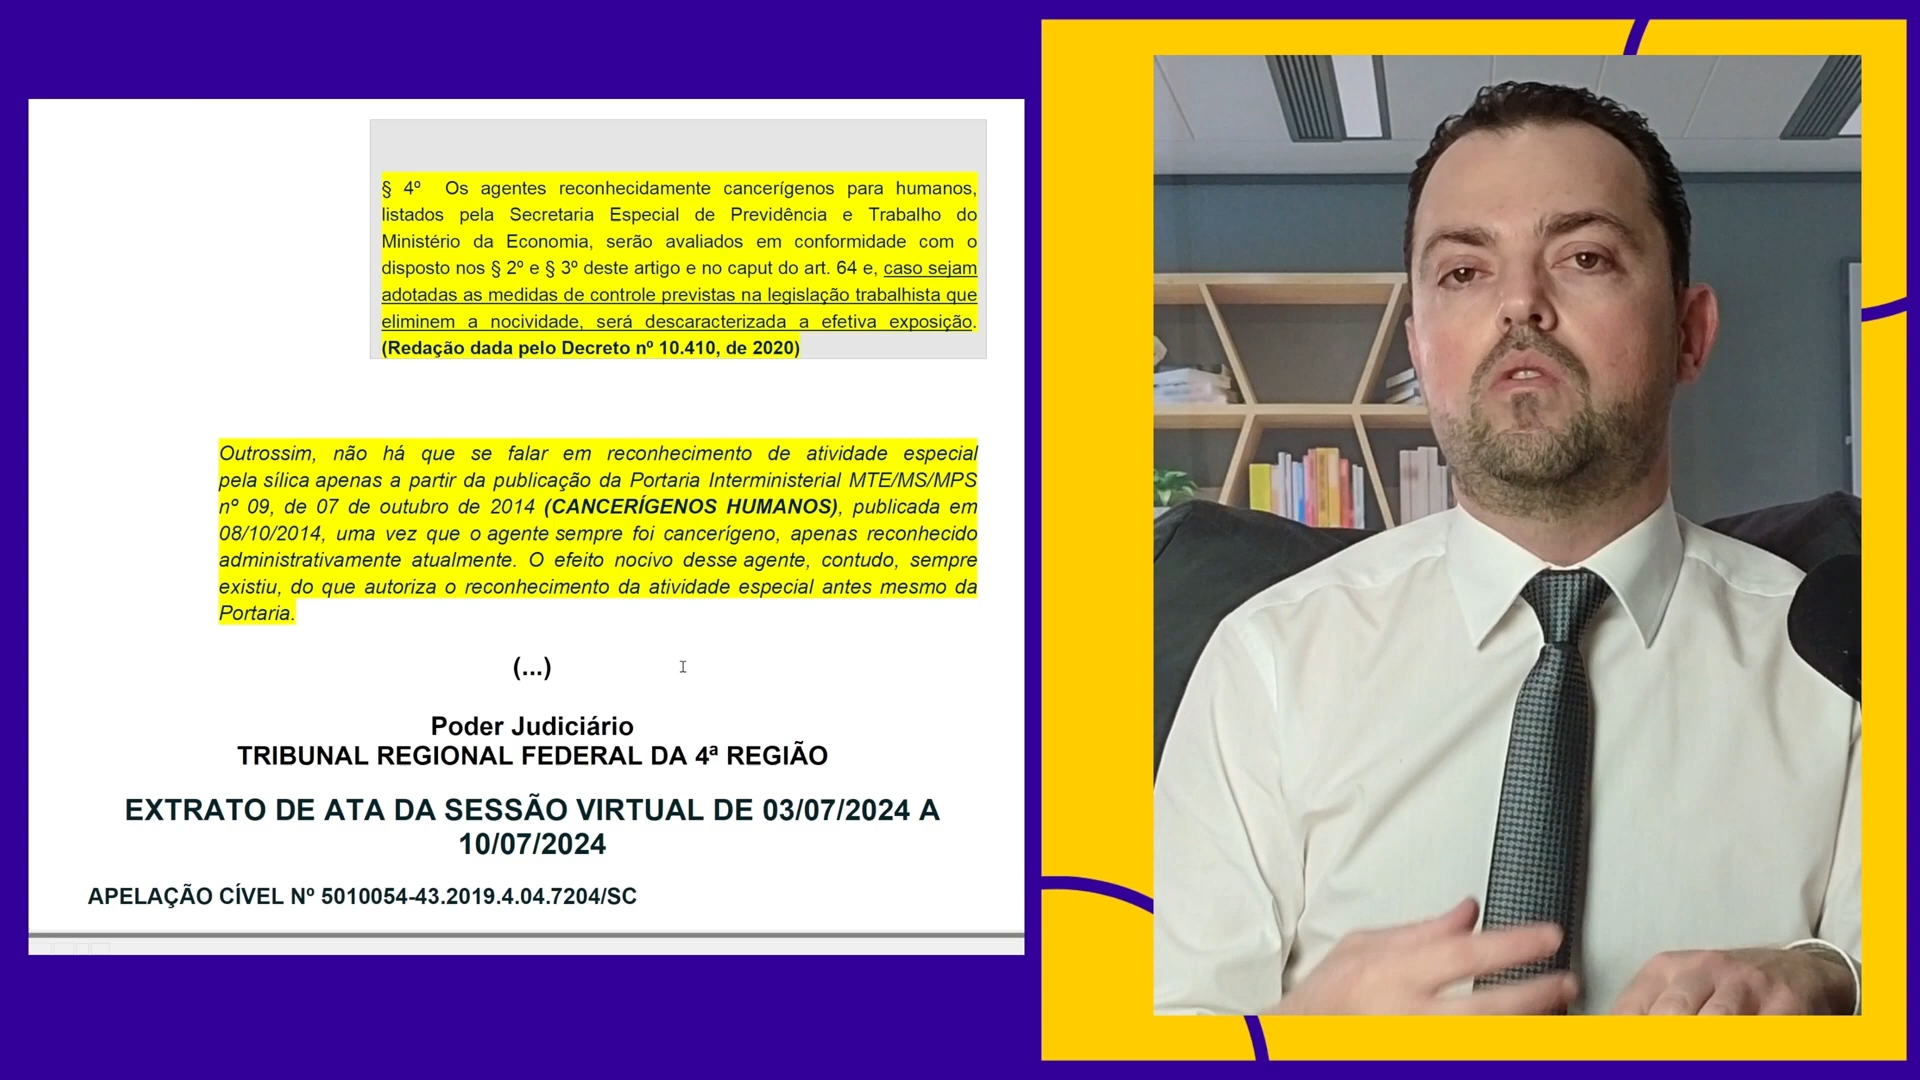 § 4º Os agentes reconhecidamente cancerígenos para humanos,
listados pela Secretaria Especial de Previdência e Trabalho do
Ministério da Economia, serão avaliados em conformidade com o
disposto nos § 2º e § 3º deste artigo e no caput do art. 64 e, caso sejam
adotadas as medidas de controle previstas na legislação trabalhista que
eliminem a nocividade, será descaracterizada a efetiva exposição.
(Redação dada pelo Decreto nº 10.410, de 2020)
Outrossim, não há que se falar em reconhecimento de atividade especial
pela sílica apenas a partir da publicação da Portaria Interministerial MTE/MS/MPS
nº 09, de 07 de outubro de 2014 (CANCERÍGENOS HUMANOS), publicada em
08/10/2014, uma vez que o agente sempre foi cancerígeno, apenas reconhecido
administrativamente atualmente. O efeito nocivo desse agente, contudo, sempre
existiu, do que autoriza o reconhecimento da atividade especial antes mesmo da
Portaria.
(...)
Poder Judiciário
TRIBUNAL REGIONAL FEDERAL DA 4ª REGIÃO
EXTRATO DE ATA DA SESSÃO VIRTUAL DE 03/07/2024 A
10/07/2024
APELAÇÃO CÍVEL Nº 5010054-43.2019.4.04.7204/SC